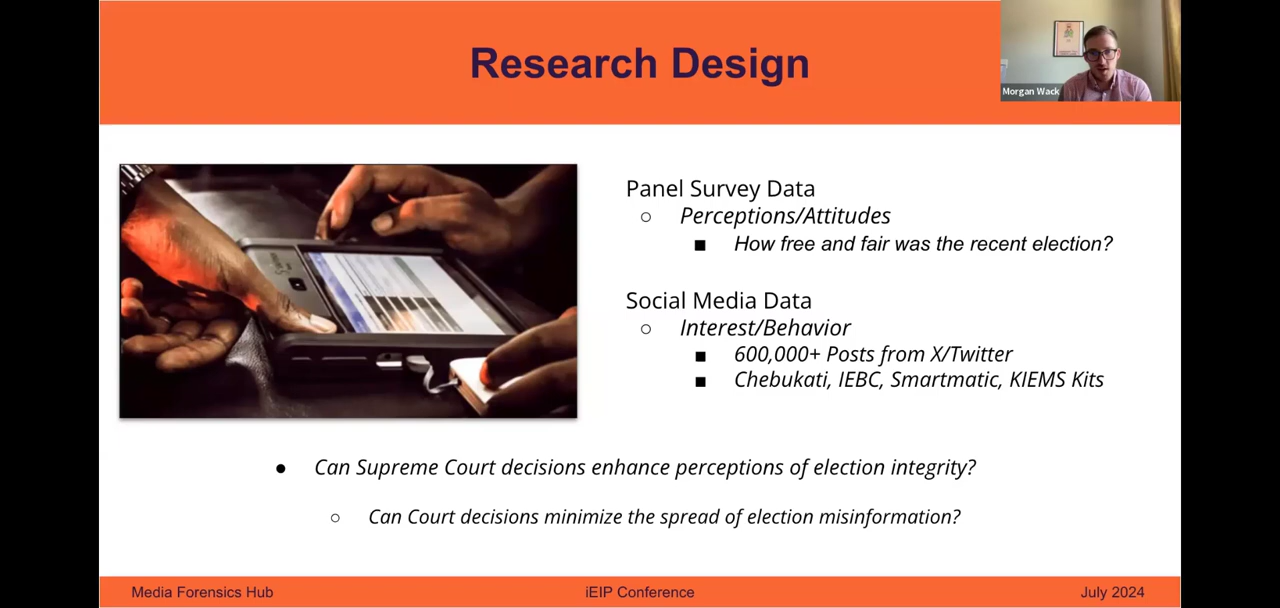 Research Design
Morgan Wack
Panel Survey Data
○ Perceptions/Attitudes
■ How free and fair was the recent election?
Social Media Data
○ Interest/Behavior
■ 600,000+ Posts from X/Twitter
■ Chebukati, IEBC, Smartmatic, KIEMS Kits
● Can Supreme Court decisions enhance perceptions of election integrity?
○ Can Court decisions minimize the spread of election misinformation?
Media Forensics Hub
iEIP Conference
July 2024